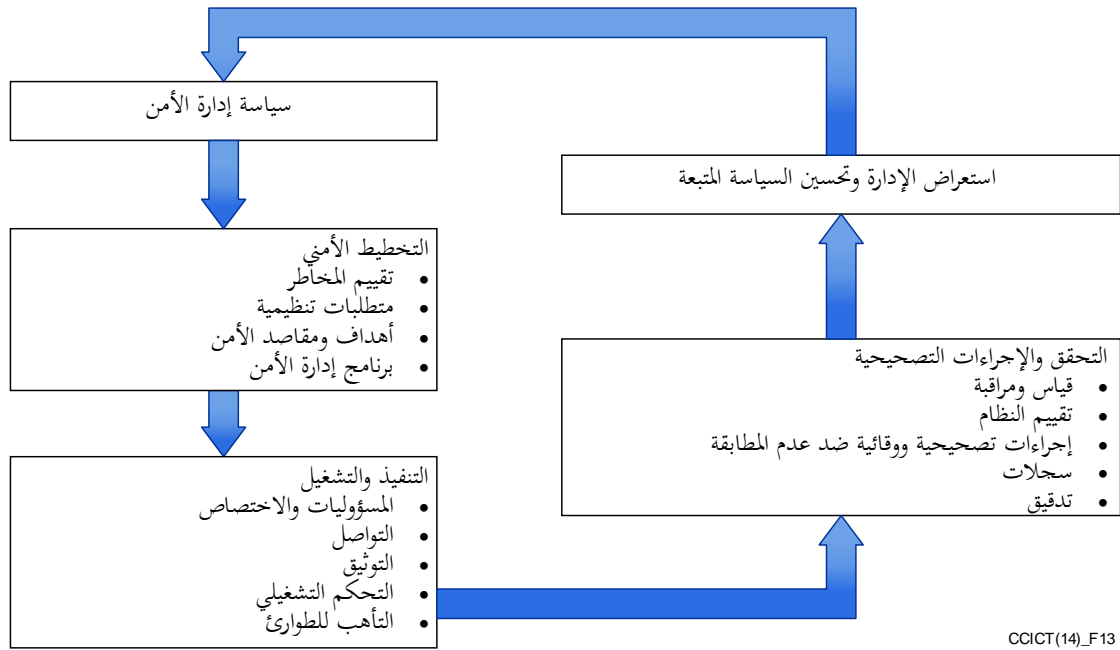 سياسة إدارة الأمن
التخطيط الأمني
• تقييم المخاطر
• متطلبات تنظيمية
• أهداف ومقاصد الأمن
• برنامج إدارة الأمن
التنفيذ والتشغيل
• المسؤوليات والاختصاص
• التواصل
• التوثيق
• التحكم التشغيلي
• التأهب للطوارئ
التحقق والإجراءات التصحيحية
• قياس ومراقبة
• تقييم النظام
• إجراءات تصحيحية ووقائية ضد عدم المطابقة
• سجلات
• تدقيق
استعراض الإدارة وتحسين السياسة المتبعة
CCICT(14)_F13